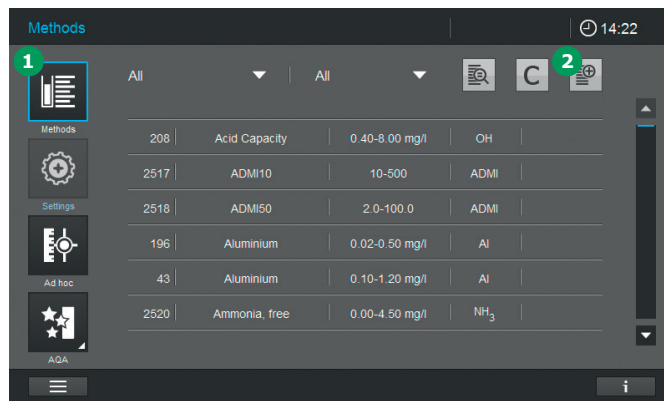 Methods 14:22
1 All All C 2
Methods
208 Acid Capacity 0.40-8.00 mg/l OH
2517 ADMI10 10-500 ADMI
Settings
2518 ADMI50 2.0-100.0 ADMI
196 Aluminium 0.02-0.50 mg/l Al
Ad hoc
43 Aluminium 0.10-1.20 mg/l Al
2520 Ammonia, free 0.00-4.50 mg/l NH3
AQA
i